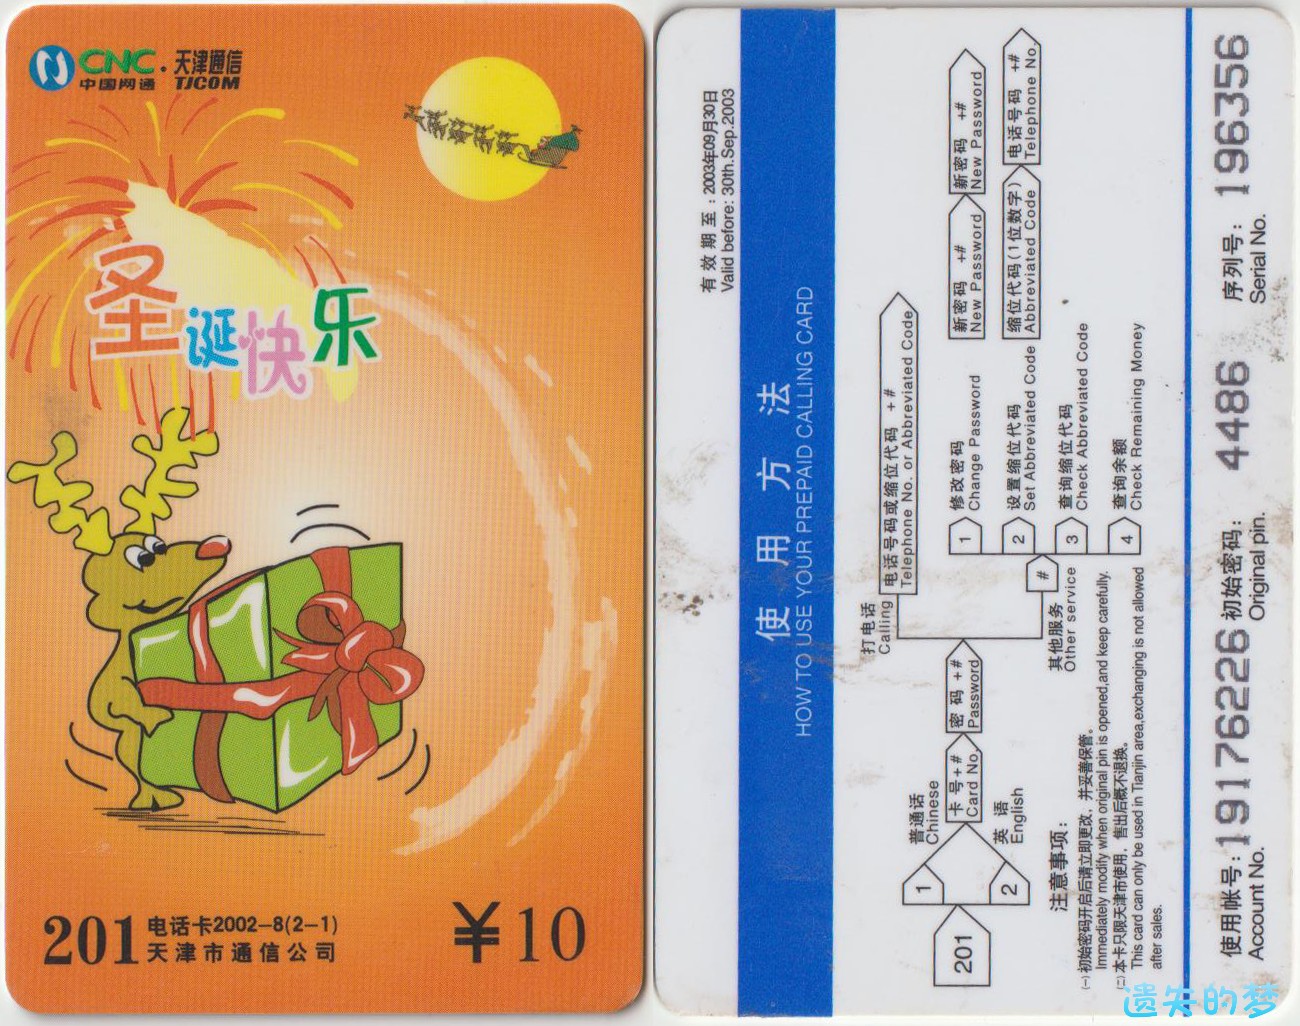 CNC·天津通信
中国网通 TJCOM
圣诞快乐
201 电话卡2002-8(2-1)
天津市通信公司
¥10
有效期至：2003年09月30日
Valid before: 30th.Sep.2003
使用方法
HOW TO USE YOUR PREPAID CALLING CARD
201
1
普通话
Chinese
2
英语
English
卡号+#
Card No.
密码+#
Password
打电话
Calling
电话号码或缩位代码 +#
Telephone No. or Abbreviated Code
其他服务
Other service
#
1
修改密码
Change Password
新密码 +#
New Password
新密码 +#
New Password
2
设置缩位代码
Set Abbreviated Code
缩位代码(1位数字)
Abbreviated Code
电话号码 +#
Telephone No.
3
查询缩位代码
Check Abbreviated Code
4
查询余额
Check Remaining Money
注意事项：
(一)初始密码开启后请立即更改，并妥善保管。
Immediately modify when original pin is opened,and keep carefully.
(二)本卡只限天津市使用，售出后概不退换。
This card can only be used in Tianjin area,exchanging is not allowed
after sales.
使用帐号：19176226 初始密码：4486 序列号：196356
Account No. Original pin. Serial No.
遗失的梦